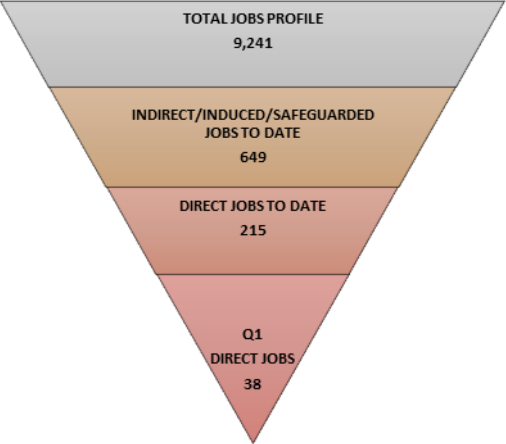 TOTAL JOBS PROFILE
9,241
INDIRECT/INDUCED/SAFEGUARDED
JOBS TO DATE
649
DIRECT JOBS TO DATE
215
Q1
DIRECT JOBS
38